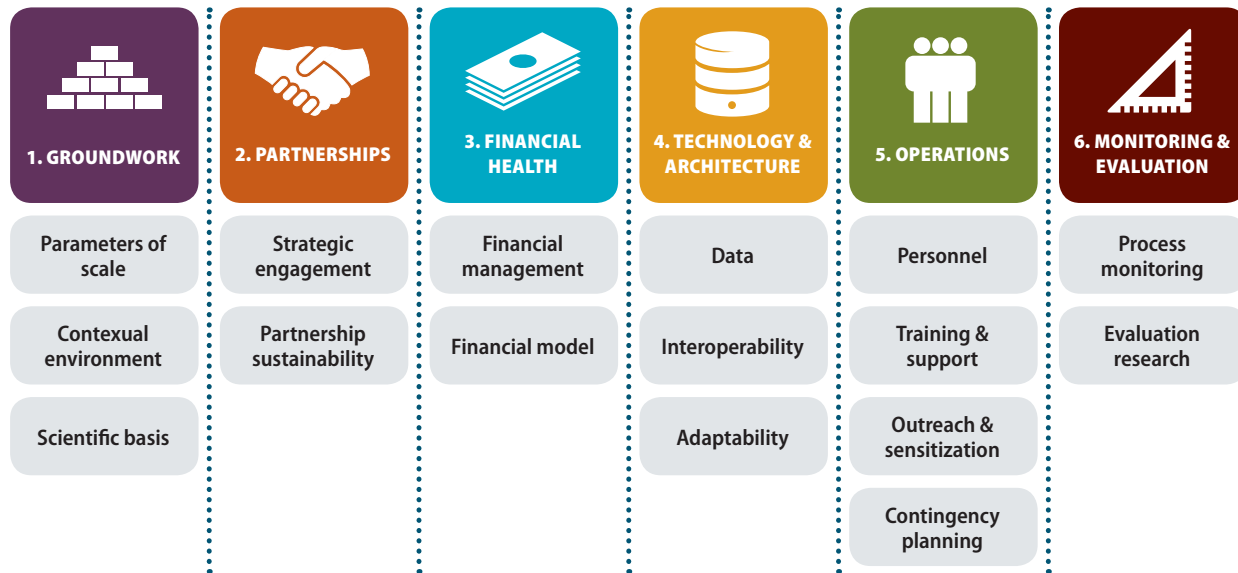 1. GROUNDWORK
Parameters of
scale
Contexual
environment
Scientific basis
2. PARTNERSHIPS
Strategic
engagement
Partnership
sustainability
3. FINANCIAL
HEALTH
Financial
management
Financial model
4. TECHNOLOGY &
ARCHITECTURE
Data
Interoperability
Adaptability
5. OPERATIONS
Personnel
Training &
support
Outreach &
sensitization
Contingency
planning
6. MONITORING &
EVALUATION
Process
monitoring
Evaluation
research